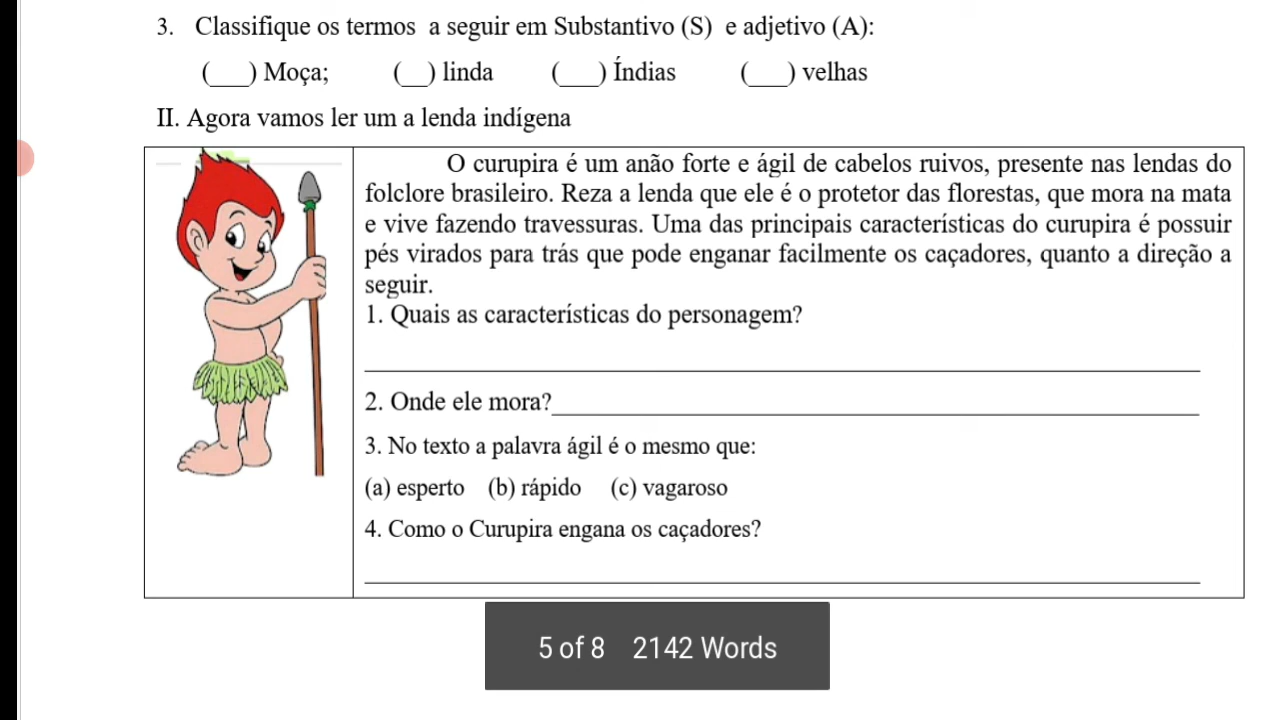 3. Classifique os termos a seguir em Substantivo (S) e adjetivo (A):
(___) Moça; (___) linda (___) Índias (___) velhas
II. Agora vamos ler um a lenda indígena
O curupira é um anão forte e ágil de cabelos ruivos, presente nas lendas do
folclore brasileiro. Reza a lenda que ele é o protetor das florestas, que mora na mata
e vive fazendo travessuras. Uma das principais características do curupira é possuir
pés virados para trás que pode enganar facilmente os caçadores, quanto a direção a
seguir.
1. Quais as características do personagem?
2. Onde ele mora?
3. No texto a palavra ágil é o mesmo que:
(a) esperto (b) rápido (c) vagaroso
4. Como o Curupira engana os caçadores?
5 of 8 2142 Words